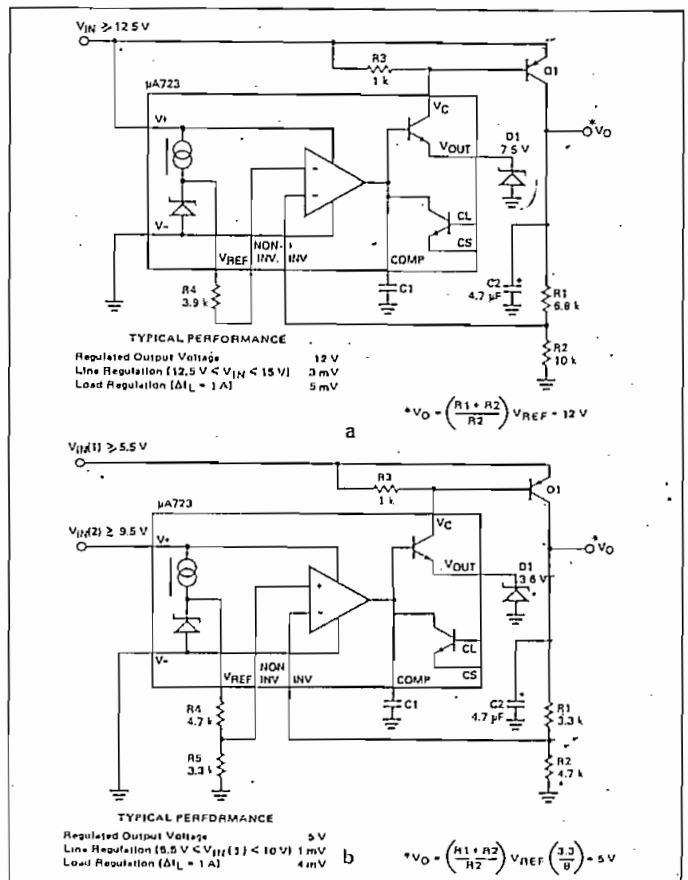 V_IN ≥ 12 5 V
R3
1 k
Q1
μA723
V_C
V+
V_OUT
D1
7.5 V
*V_O
V−
CL
CS
V_REF
NON-
INV.
INV
COMP
C1
R4
3.9 k
C2
4.7 μF
R1
6.8 k
R2
10 k
TYPICAL PERFORMANCE
Regulated Output Voltage 12 V
Line Regulation (12.5 V < V_IN < 15 V) 3 mV
Load Regulation (ΔI_L = 1 A) 5 mV
*V_O = (R1 + R2 / R2) V_REF = 12 V
a
V_IN(1) ≥ 5.5 V
R3
1 k
Q1
μA723
V_C
V_IN(2) ≥ 9.5 V
V+
V_OUT
D1
3 6 V
*V_O
V−
CL
CS
V_REF
NON
INV
INV
COMP
C1
R4
4.7 k
C2
4.7 μF
R1
3.3 k
R5
3.3 k
R2
4.7 k
TYPICAL PERFORMANCE
Regulated Output Voltage 5 V
Line Regulation (5,5 V < V_IN(1) < 10 V) 1 mV
Load Regulation (ΔI_L = 1 A) 4 mV
b
*V_O = (R1 + R2 / R2) V_REF (3.3 / 8) = 5 V